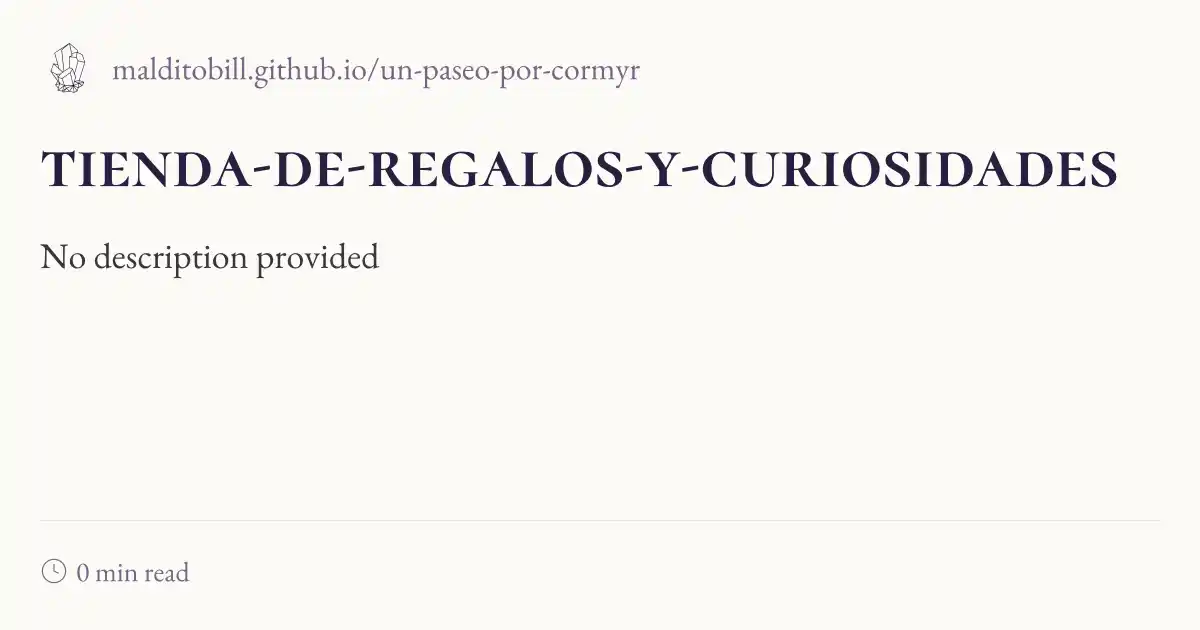 malditobill.github.io/un-paseo-por-cormyr
TIENDA-DE-REGALOS-Y-CURIOSIDADES
No description provided
0 min read